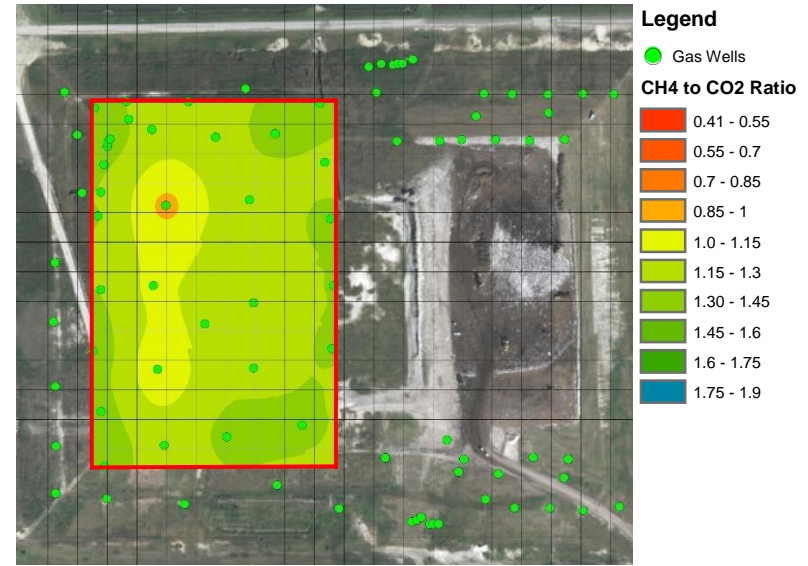 Legend
Gas Wells
CH4 to CO2 Ratio
0.41 - 0.55
0.55 - 0.7
0.7 - 0.85
0.85 - 1
1.0 - 1.15
1.15 - 1.3
1.30 - 1.45
1.45 - 1.6
1.6 - 1.75
1.75 - 1.9